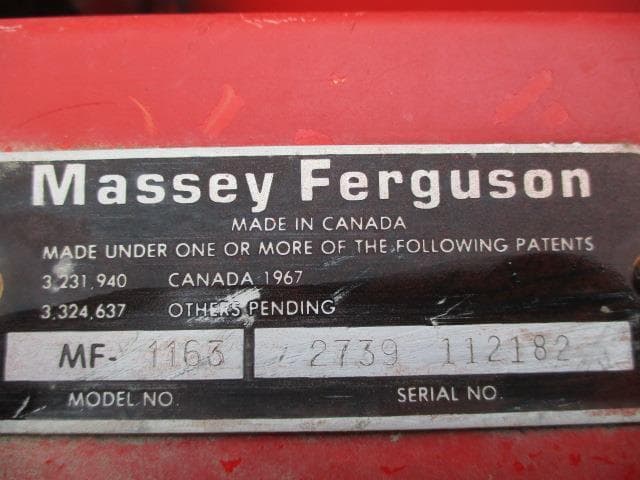 Massey Ferguson
MADE IN CANADA
MADE UNDER ONE OR MORE OF THE FOLLOWING PATENTS
3,231,940 CANADA 1967
3,324,637 OTHERS PENDING
MF- 1163 2739 112182
MODEL NO. SERIAL NO.